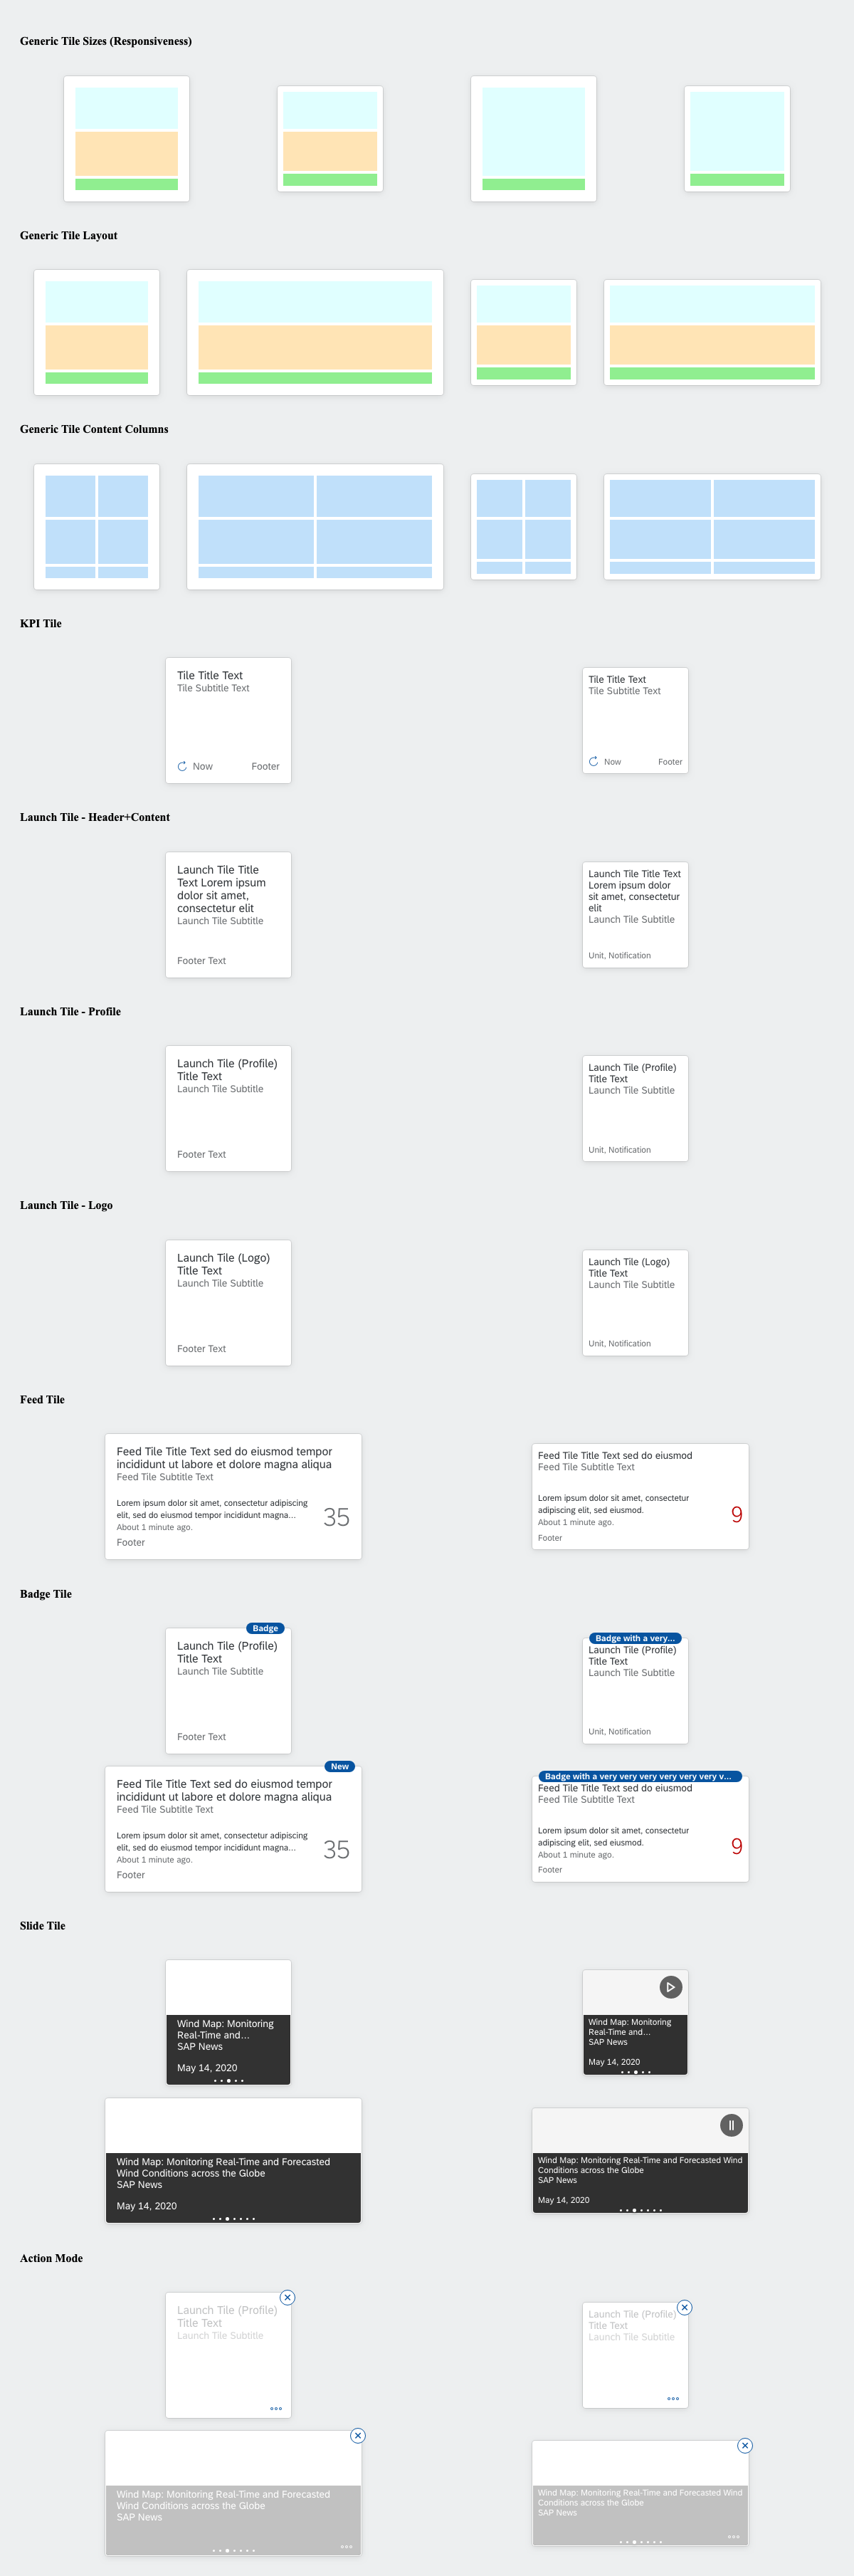 Generic Tile Sizes (Responsiveness)
Generic Tile Layout
Generic Tile Content Columns
KPI Tile
Tile Title Text
Tile Subtitle Text
Now
Footer
Tile Title Text
Tile Subtitle Text
Now
Footer
Launch Tile - Header+Content
Launch Tile Title
Text Lorem ipsum
dolor sit amet,
consectetur elit
Launch Tile Subtitle
Footer Text
Launch Tile Title Text
Lorem ipsum dolor
sit amet, consectetur
elit
Launch Tile Subtitle
Unit, Notification
Launch Tile - Profile
Launch Tile (Profile)
Title Text
Launch Tile Subtitle
Footer Text
Launch Tile (Profile)
Title Text
Launch Tile Subtitle
Unit, Notification
Launch Tile - Logo
Launch Tile (Logo)
Title Text
Launch Tile Subtitle
Footer Text
Launch Tile (Logo)
Title Text
Launch Tile Subtitle
Unit, Notification
Feed Tile
Feed Tile Title Text sed do eiusmod tempor
incididunt ut labore et dolore magna aliqua
Feed Tile Subtitle Text
Lorem ipsum dolor sit amet, consectetur adipiscing
elit, sed do eiusmod tempor incididunt magna...
About 1 minute ago.
35
Footer
Feed Tile Title Text sed do eiusmod
Feed Tile Subtitle Text
Lorem ipsum dolor sit amet, consectetur
adipiscing elit, sed eiusmod.
About 1 minute ago.
9
Footer
Badge Tile
Badge
Launch Tile (Profile)
Title Text
Launch Tile Subtitle
Footer Text
Badge with a very...
Launch Tile (Profile)
Title Text
Launch Tile Subtitle
Unit, Notification
New
Feed Tile Title Text sed do eiusmod tempor
incididunt ut labore et dolore magna aliqua
Feed Tile Subtitle Text
Lorem ipsum dolor sit amet, consectetur adipiscing
elit, sed do eiusmod tempor incididunt magna...
About 1 minute ago.
35
Footer
Badge with a very very very very very very very v...
Feed Tile Title Text sed do eiusmod
Feed Tile Subtitle Text
Lorem ipsum dolor sit amet, consectetur
adipiscing elit, sed eiusmod.
About 1 minute ago.
9
Footer
Slide Tile
Wind Map: Monitoring
Real-Time and...
SAP News
May 14, 2020
Wind Map: Monitoring
Real-Time and...
SAP News
May 14, 2020
Wind Map: Monitoring Real-Time and Forecasted
Wind Conditions across the Globe
SAP News
May 14, 2020
Wind Map: Monitoring Real-Time and Forecasted Wind
Conditions across the Globe
SAP News
May 14, 2020
Action Mode
Launch Tile (Profile)
Title Text
Launch Tile Subtitle
Launch Tile (Profile)
Title Text
Launch Tile Subtitle
Wind Map: Monitoring Real-Time and Forecasted
Wind Conditions across the Globe
SAP News
Wind Map: Monitoring Real-Time and Forecasted Wind
Conditions across the Globe
SAP News